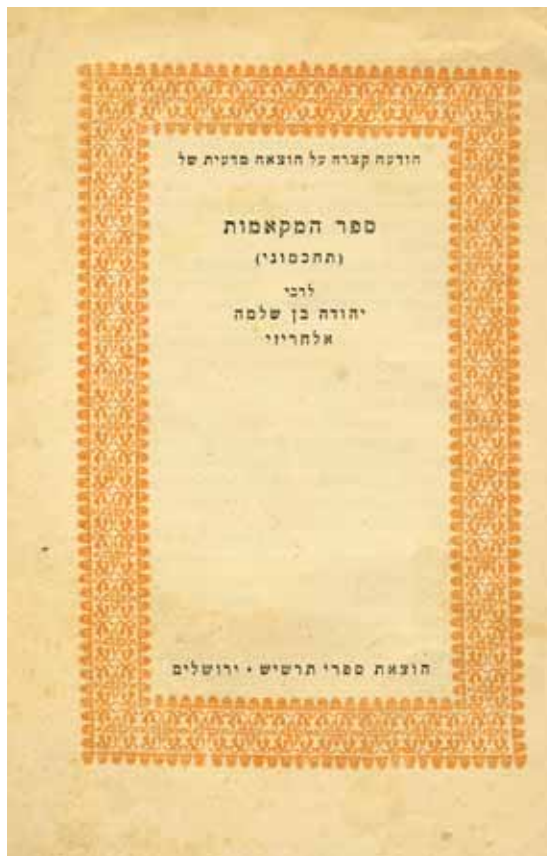 הודעה קצרה על הוצאה מדעית של
ספר המקאמות
(תחכמוני)
לרבי
יהודה בן שלמה
אלחריזי
הוצאת ספרי תרשיש • ירושלים